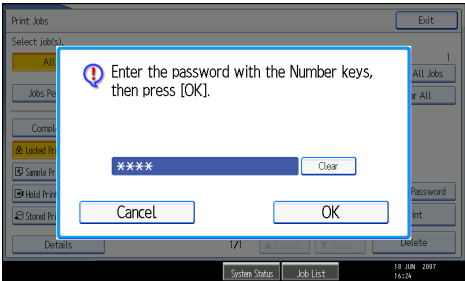 Print Jobs
Exit
Select job(s).
All
1
All Jobs
Jobs Pe
ar All
Compl
Locked Pri
Sample Pr
Hold Print
Stored Pri
Password
int
Enter the password with the Number keys,
then press [OK].
****
Clear
Cancel
OK
Details
1/1
Delete
System Status
Job List
18 JUN 2007
16:24